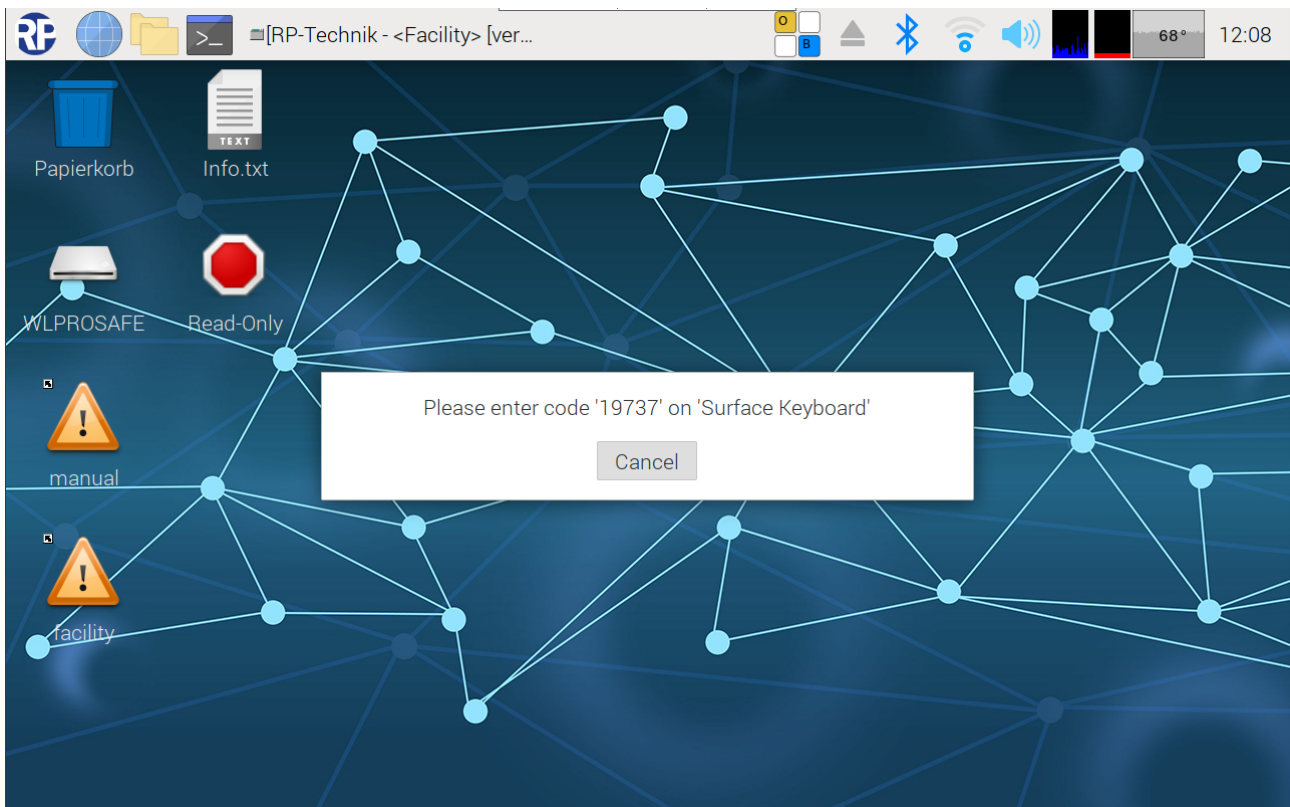 RP
>_
[RP-Technik - <Facility> [ver...
O
B
68°
12:08
TEXT
Papierkorb
Info.txt
WLPROSAFE
Read-Only
Please enter code '19737' on 'Surface Keyboard'
Cancel
!
manual
!
facility